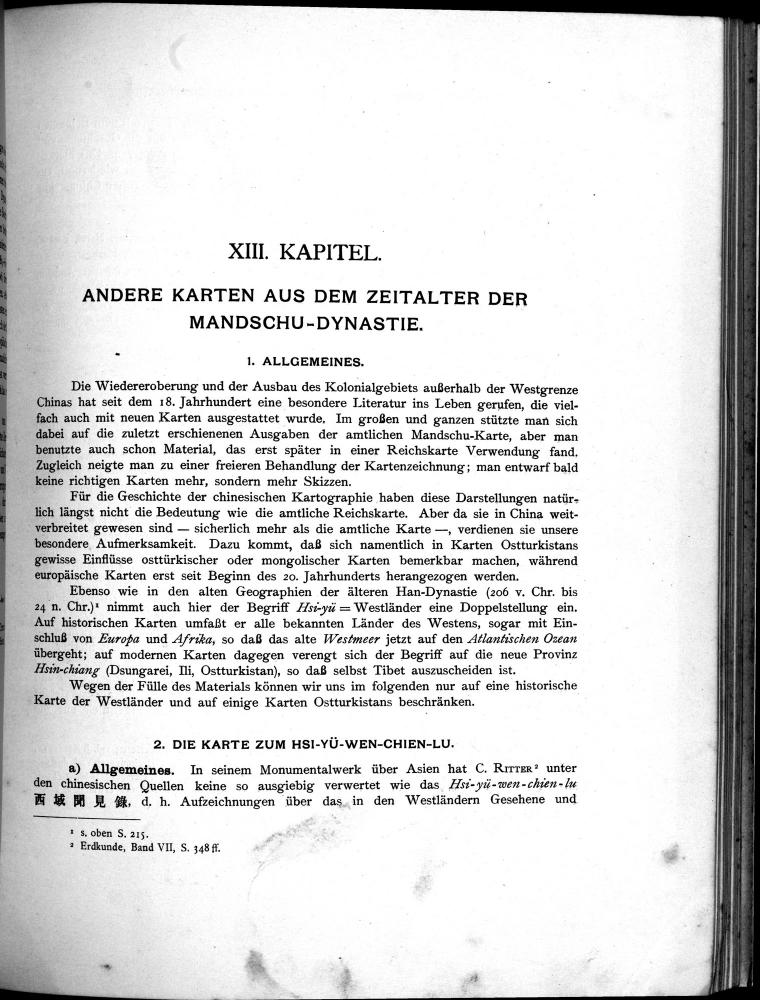 XIII. KAPITEL.
ANDERE KARTEN AUS DEM ZEITALTER DER
MANDSCHU-DYNASTIE.
1. ALLGEMEINES.
Die Wiedereroberung und der Ausbau des Kolonialgebiets außerhalb der Westgrenze
Chinas hat seit dem 18. Jahrhundert eine besondere Literatur ins Leben gerufen, die viel-
fach auch mit neuen Karten ausgestattet wurde. Im großen und ganzen stützte man sich
dabei auf die zuletzt erschienenen Ausgaben der amtlichen Mandschu-Karte, aber man
benutzte auch schon Material, das erst später in einer Reichskarte Verwendung fand.
Zugleich neigte man zu einer freieren Behandlung der Kartenzeichnung; man entwarf bald
keine richtigen Karten mehr, sondern mehr Skizzen.
Für die Geschichte der chinesischen Kartographie haben diese Darstellungen natür-
lich längst nicht die Bedeutung wie die amtliche Reichskarte. Aber da sie in China weit-
verbreitet gewesen sind — sicherlich mehr als die amtliche Karte —, verdienen sie unsere
besondere Aufmerksamkeit. Dazu kommt, daß sich namentlich in Karten Ostturkistans
gewisse Einflüsse osttürkischer oder mongolischer Karten bemerkbar machen, während
europäische Karten erst seit Beginn des 20. Jahrhunderts herangezogen werden.
Ebenso wie in den alten Geographien der älteren Han-Dynastie (206 v. Chr. bis
24 n. Chr.)¹ nimmt auch hier der Begriff Hsi-yü = Westländer eine Doppelstellung ein.
Auf historischen Karten umfaßt er alle bekannten Länder des Westens, sogar mit Ein-
schluß von Europa und Afrika, so daß das alte Westmeer jetzt auf den Atlantischen Ozean
übergeht; auf modernen Karten dagegen verengt sich der Begriff auf die neue Provinz
Hsin-chiang (Dsungarei, Ili, Ostturkistan), so daß selbst Tibet auszuscheiden ist.
Wegen der Fülle des Materials können wir uns im folgenden nur auf eine historische
Karte der Westländer und auf einige Karten Ostturkistans beschränken.
2. DIE KARTE ZUM HSI-YÜ-WEN-CHIEN-LU.
a) Allgemeines. In seinem Monumentalwerk über Asien hat C. RITTER² unter
den chinesischen Quellen keine so ausgiebig verwertet wie das Hsi-yü-wen-chien-lu
西域聞見錄, d. h. Aufzeichnungen über das in den Westländern Gesehene und
¹ s. oben S. 215.
² Erdkunde, Band VII, S. 348 ff.